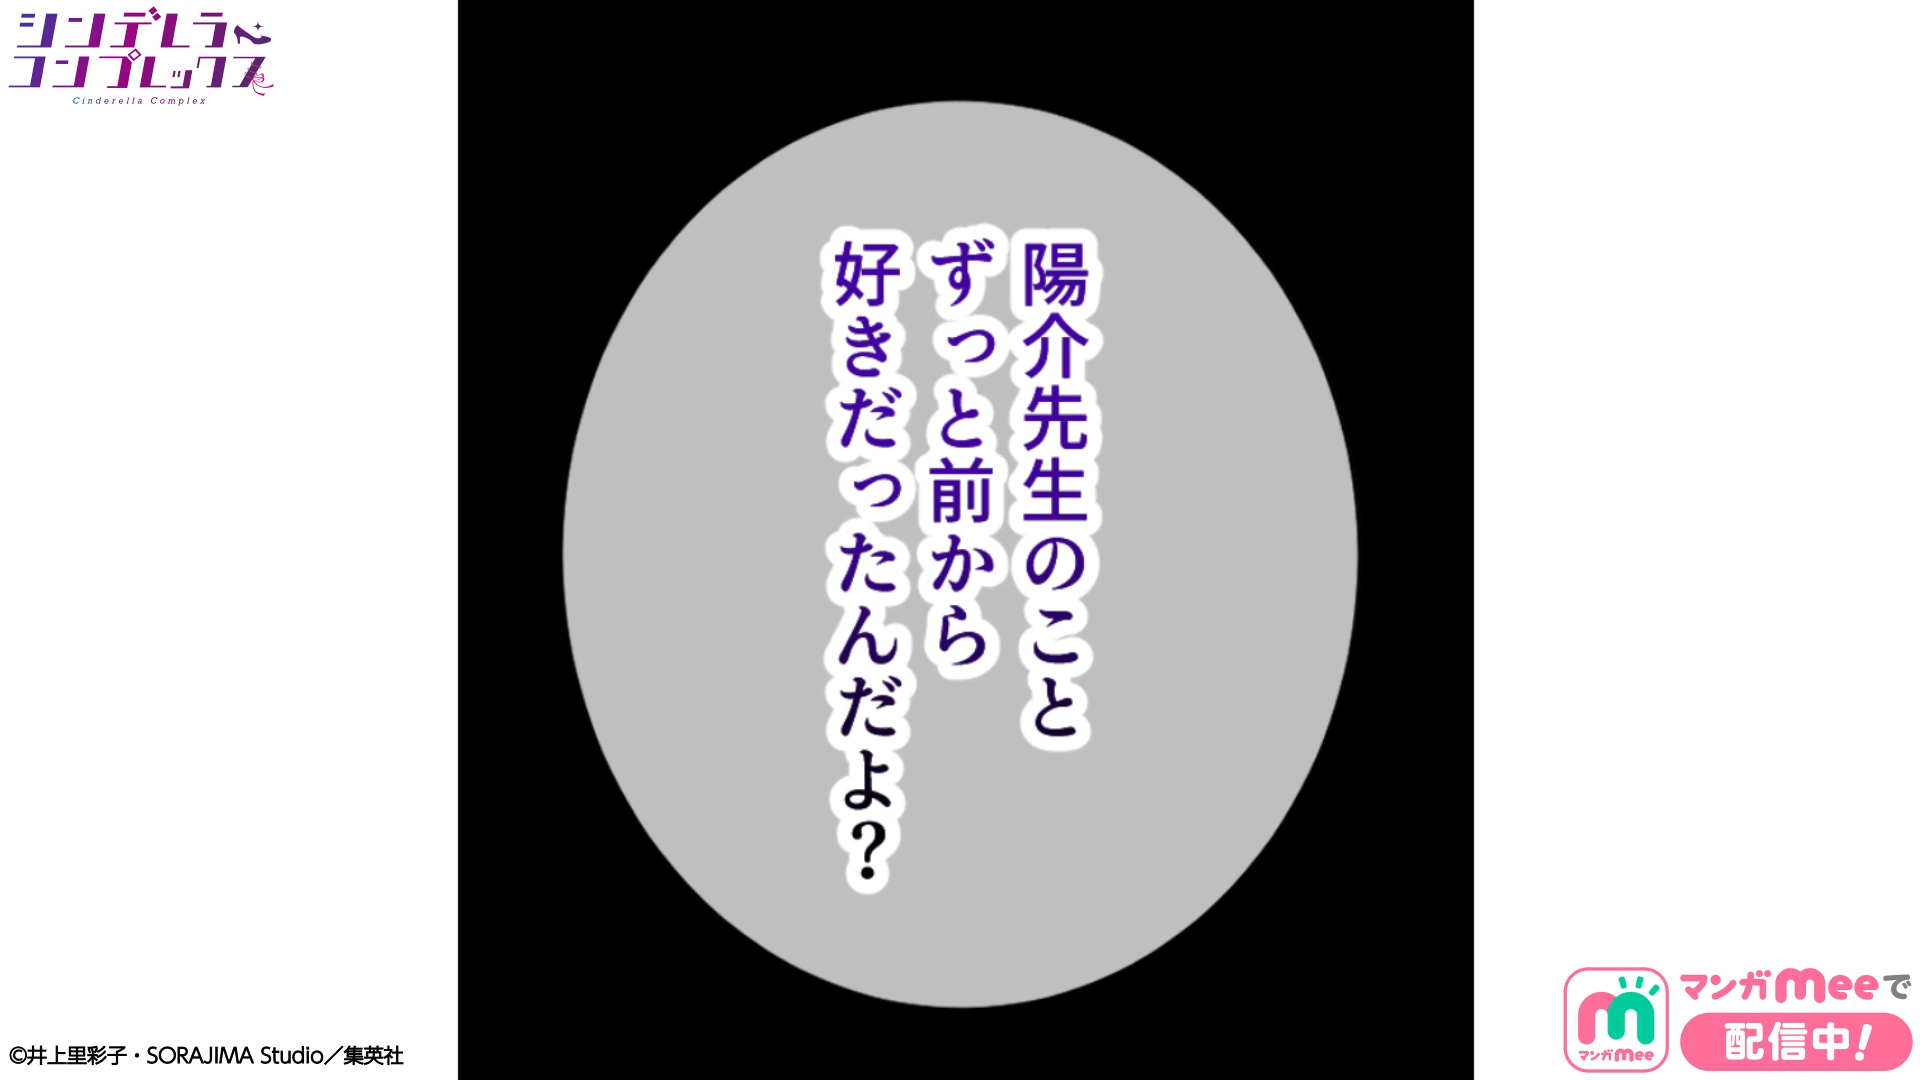 シンデレラ
コンプレックス
Cinderella Complex
陽介先生のこと
ずっと前から
好きだったんだよ？
©井上里彩子・SORAJIMA Studio／集英社
マンガmee
マンガmeeで
配信中！